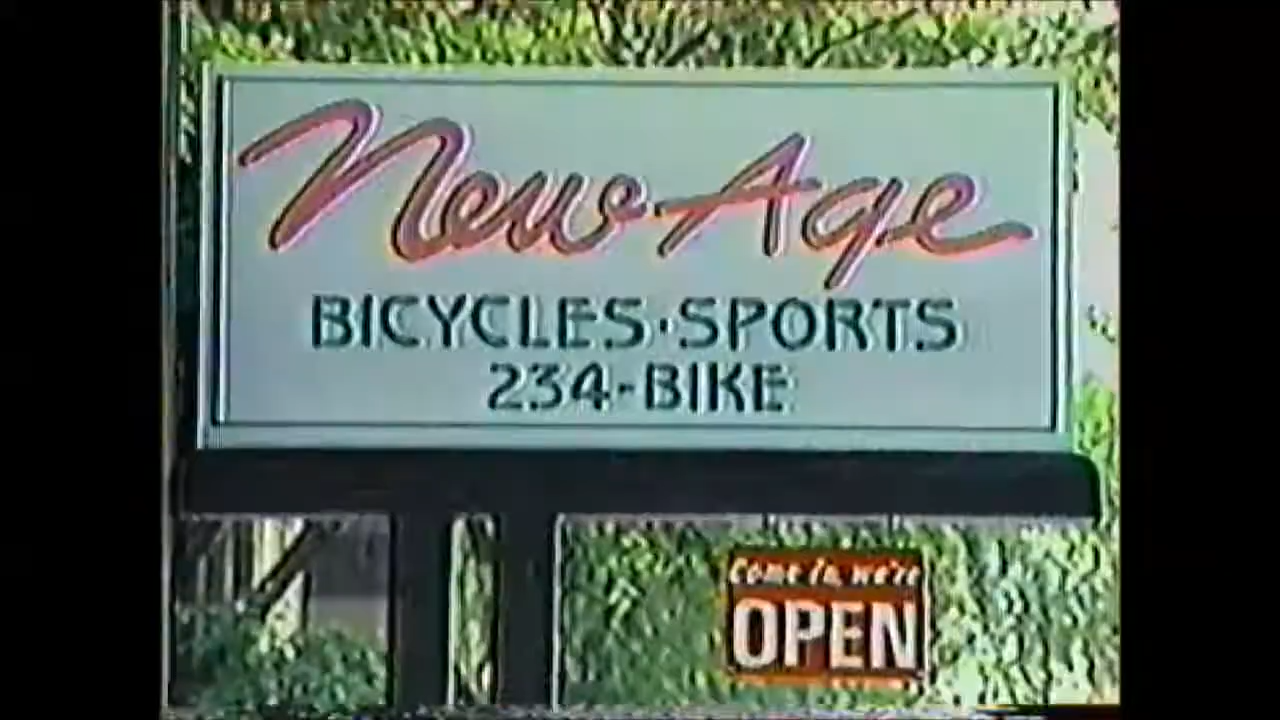 New Age
BICYCLES·SPORTS
234-BIKE
Come in, we're
OPEN